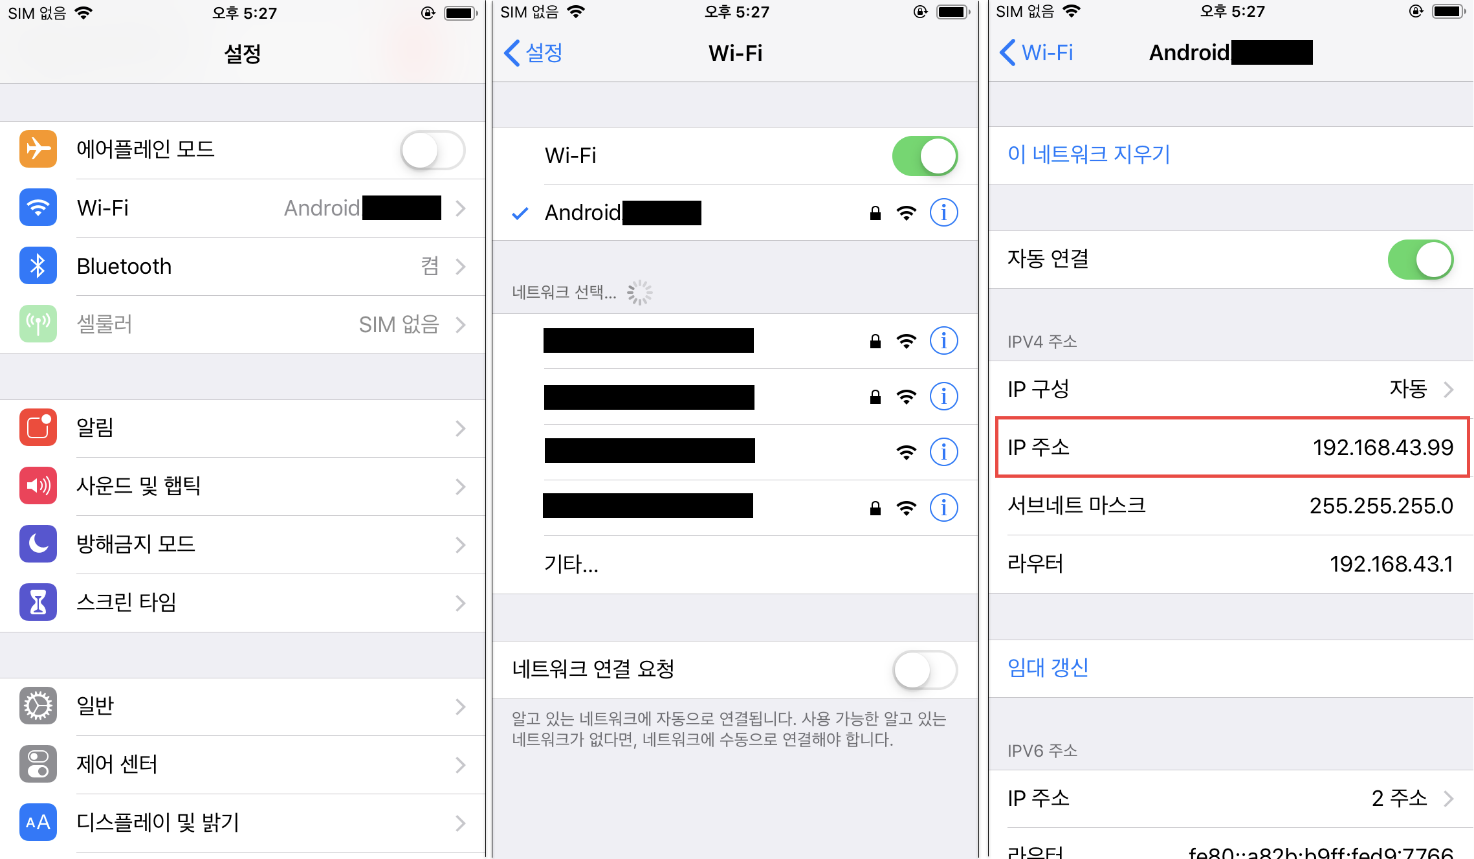 SIM 없음 오후 5:27
설정
에어플레인 모드
Wi-Fi Android
Bluetooth 켬
셀룰러 SIM 없음
알림
사운드 및 햅틱
방해금지 모드
스크린 타임
일반
제어 센터
AA 디스플레이 및 밝기
SIM 없음 오후 5:27
설정 Wi-Fi
Wi-Fi
Android
네트워크 선택...
기타...
네트워크 연결 요청
알고 있는 네트워크에 자동으로 연결됩니다. 사용 가능한 알고 있는
네트워크가 없다면, 네트워크에 수동으로 연결해야 합니다.
SIM 없음 오후 5:27
Wi-Fi Android
이 네트워크 지우기
자동 연결
IPV4 주소
IP 구성 자동
IP 주소 192.168.43.99
서브네트 마스크 255.255.255.0
라우터 192.168.43.1
임대 갱신
IPV6 주소
IP 주소 2 주소
라우터 fe80::a82b:b9ff:fed9:7766